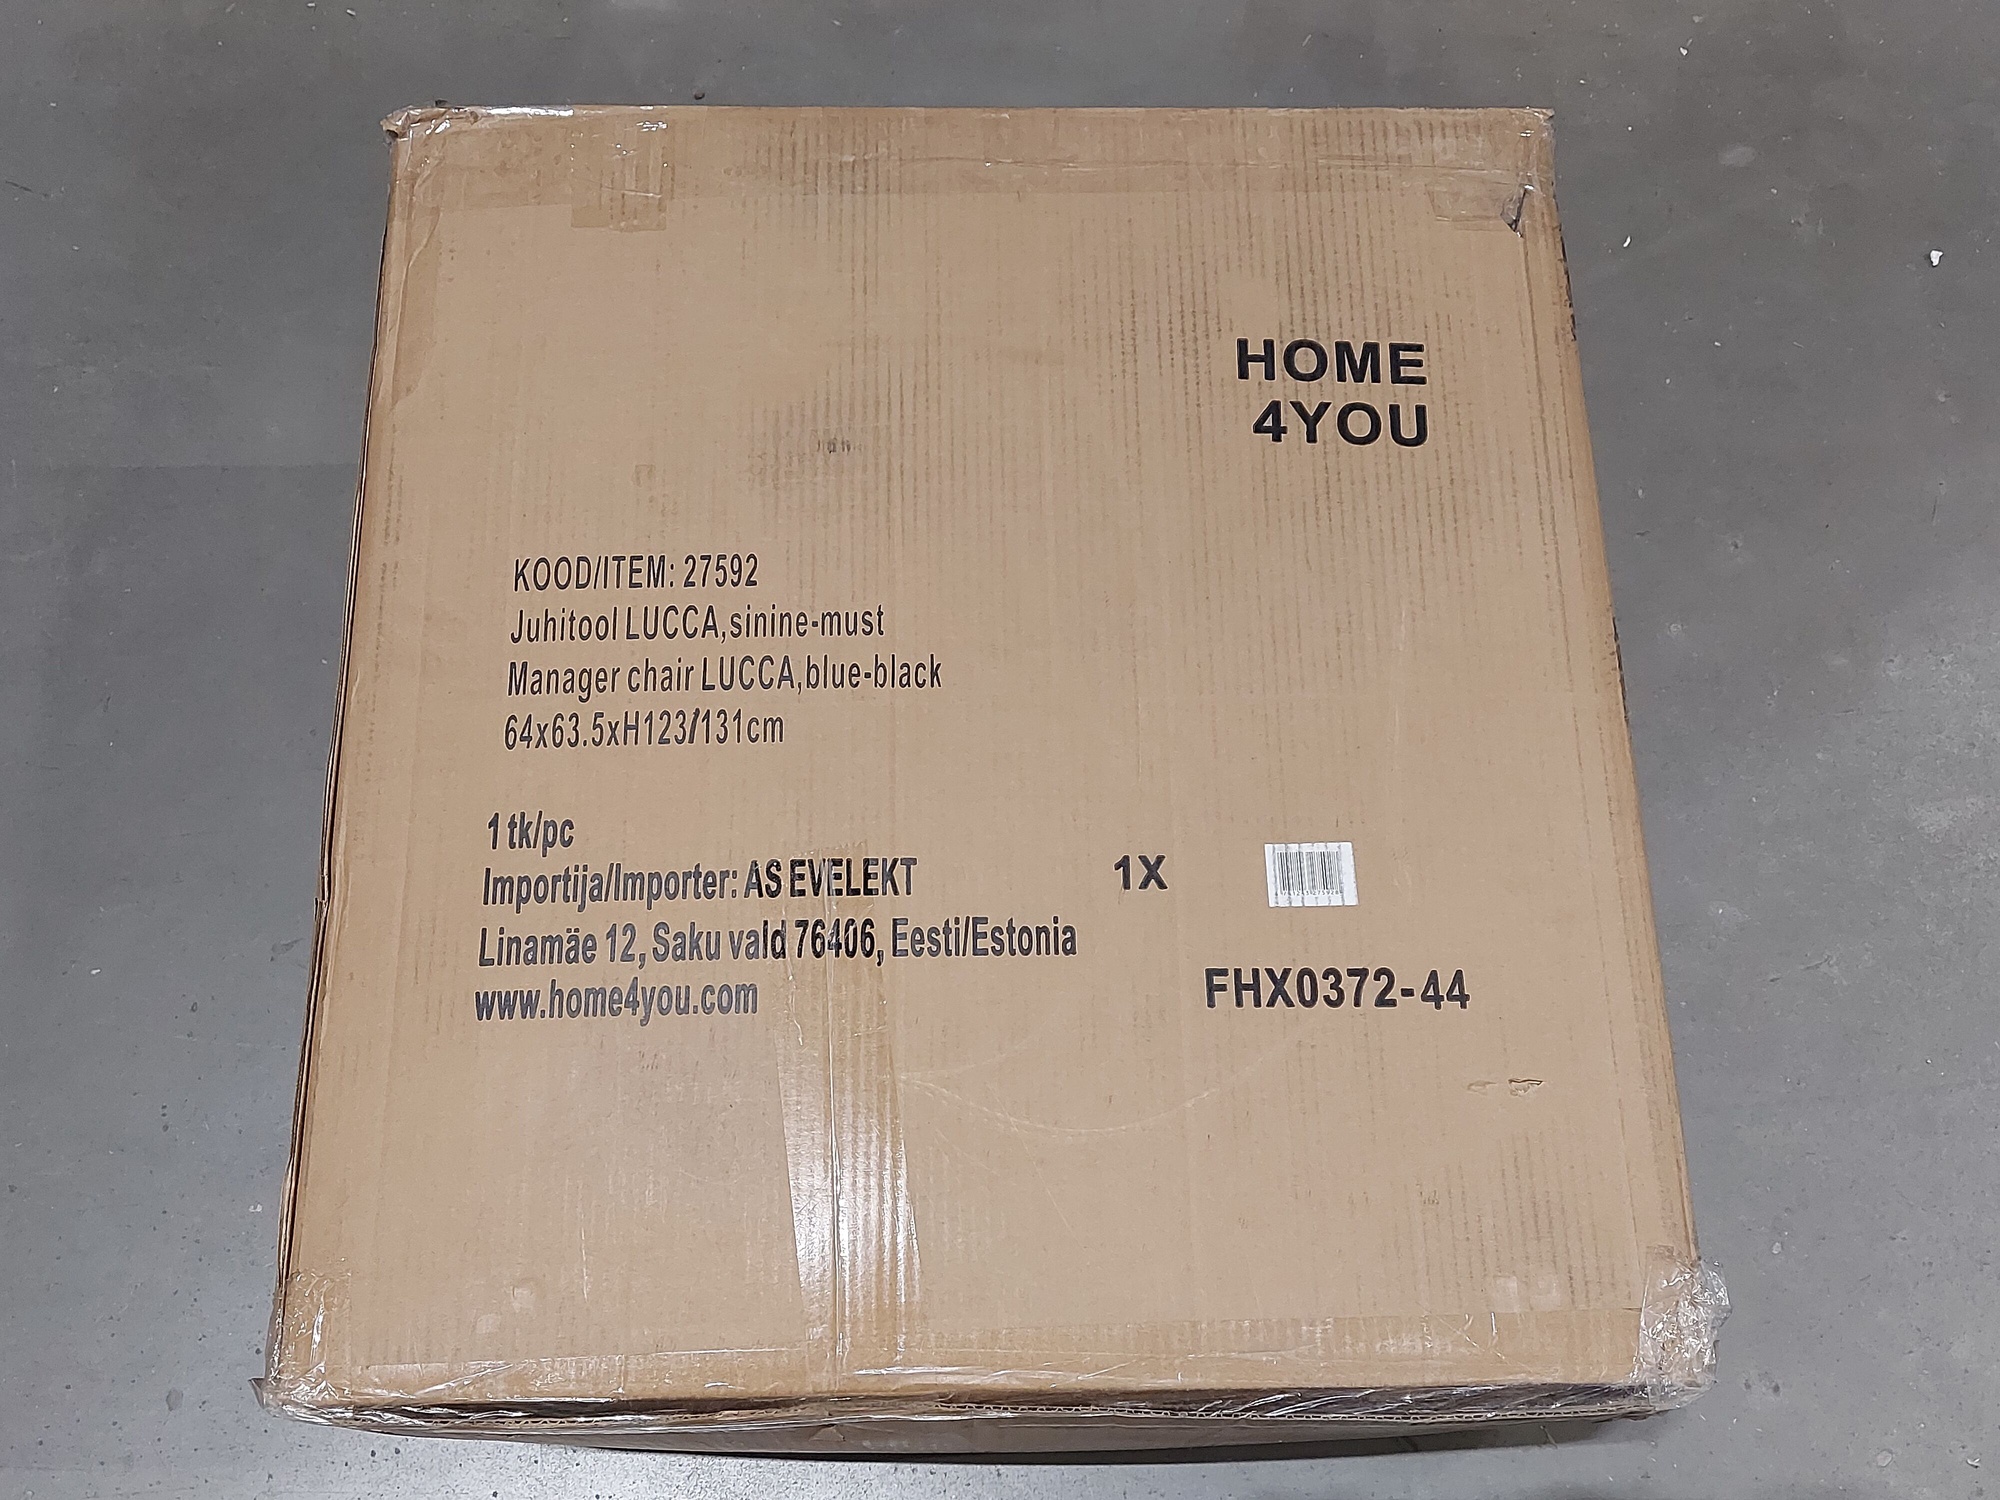 HOME
4YOU
KOOD/ITEM: 27592
Juhitool LUCCA,sinine-must
Manager chair LUCCA,blue-black
64x63.5xH123/131cm
1 tk/pc
Importija/Importer: AS EVELEKT
Linamäe 12, Saku vald 76406, Eesti/Estonia
www.home4you.com
1X
FHX0372-44